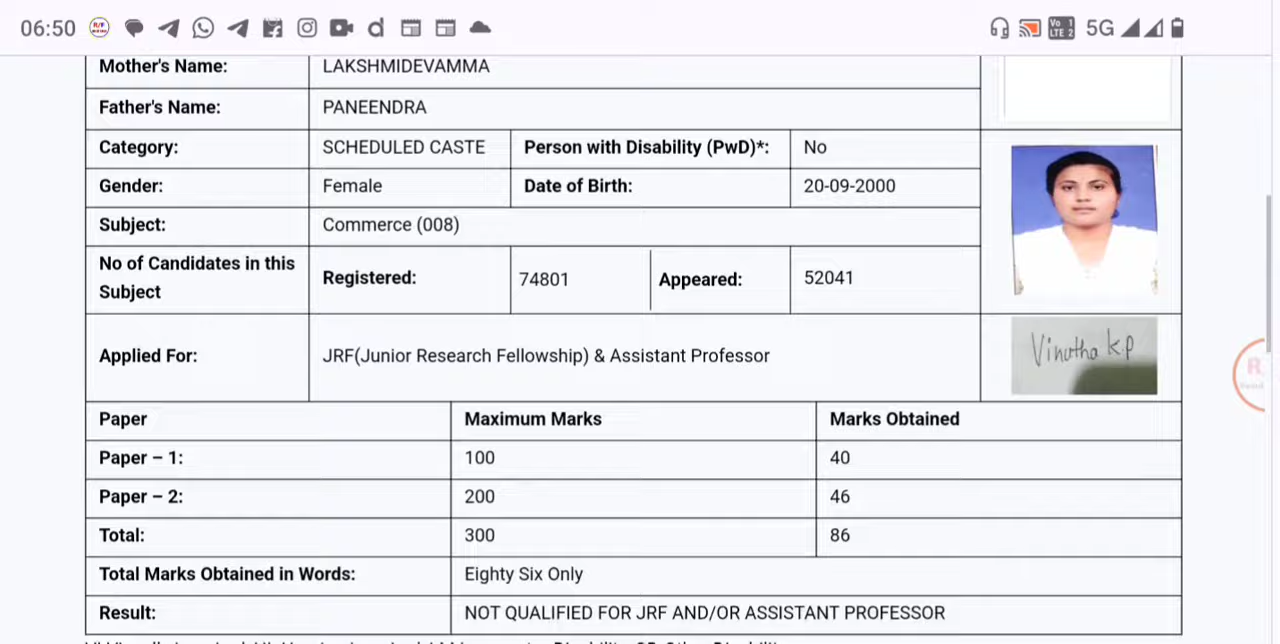 06:50 Vo 1 LTE 2 5G
Mother's Name: LAKSHMIDEVAMMA
Father's Name: PANEENDRA
Category: SCHEDULED CASTE Person with Disability (PwD)*: No
Gender: Female Date of Birth: 20-09-2000
Subject: Commerce (008)
No of Candidates in this
Subject
Registered: 74801 Appeared: 52041
Applied For: JRF(Junior Research Fellowship) & Assistant Professor
Vinutha K.P
Paper Maximum Marks Marks Obtained
Paper – 1: 100 40
Paper – 2: 200 46
Total: 300 86
Total Marks Obtained in Words: Eighty Six Only
Result: NOT QUALIFIED FOR JRF AND/OR ASSISTANT PROFESSOR